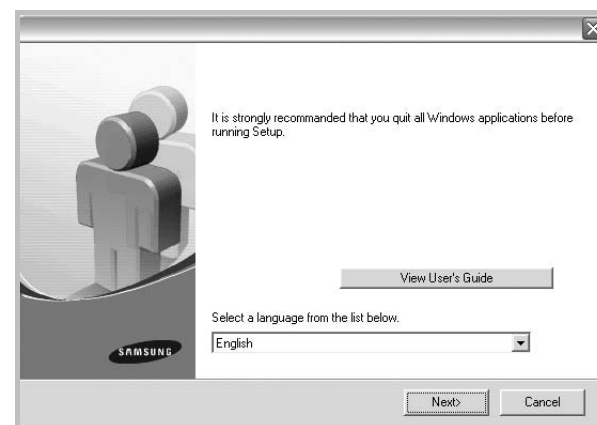 It is strongly recommanded that you quit all Windows applications before
running Setup.
View User's Guide
Select a language from the list below.
English
SAMSUNG
Next>
Cancel